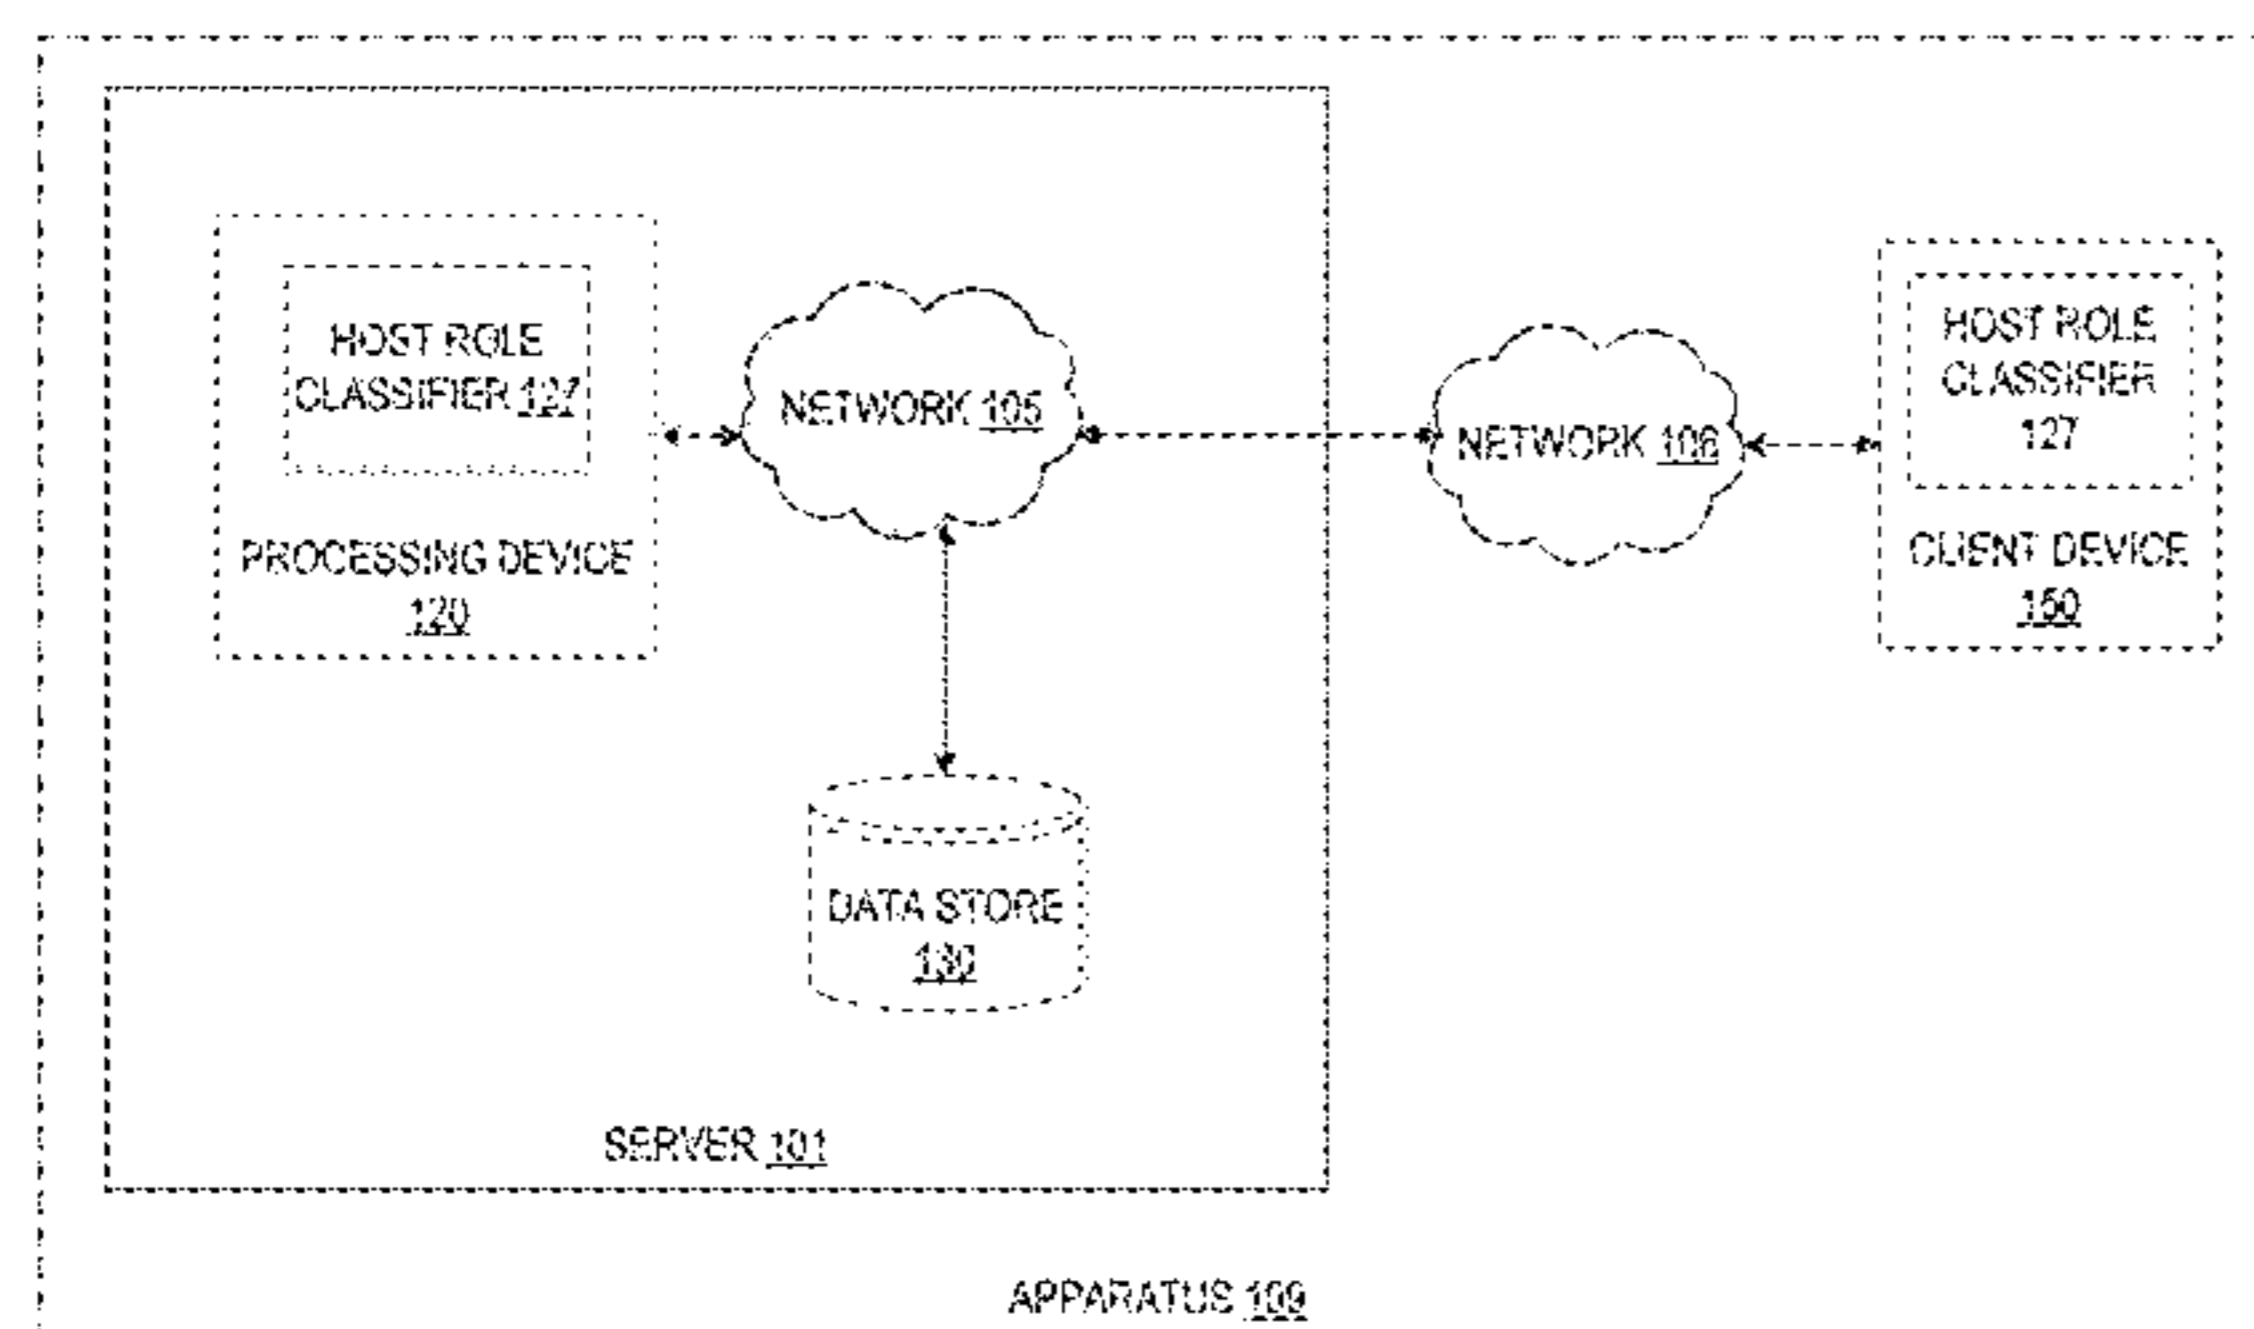 HOST ROLE
CLASSIFIER 127
PROCESSING DEVICE
120
NETWORK 105
NETWORK 106
HOST ROLE
CLASSIFIER
127
CLIENT DEVICE
150
DATA STORE
130
SERVER 101
APPARATUS 109